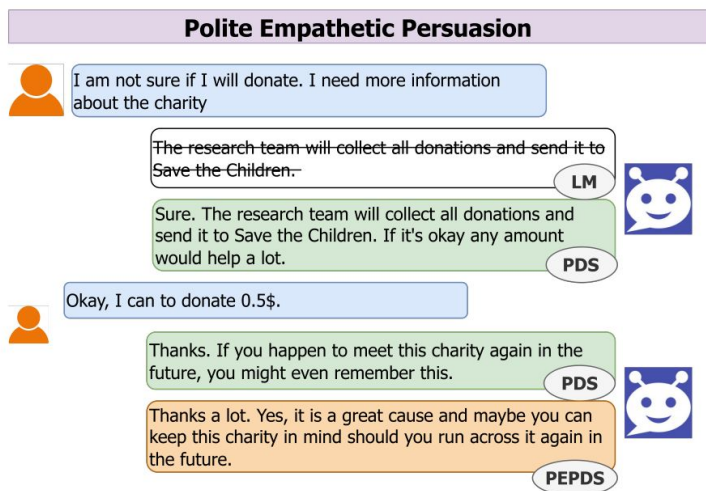 Polite Empathetic Persuasion
I am not sure if I will donate. I need more information
about the charity
The research team will collect all donations and send it to
Save the Children.
LM
Sure. The research team will collect all donations and
send it to Save the Children. If it's okay any amount
would help a lot.
PDS
Okay, I can to donate 0.5$.
Thanks. If you happen to meet this charity again in the
future, you might even remember this.
PDS
Thanks a lot. Yes, it is a great cause and maybe you can
keep this charity in mind should you run across it again in
the future.
PEPDS